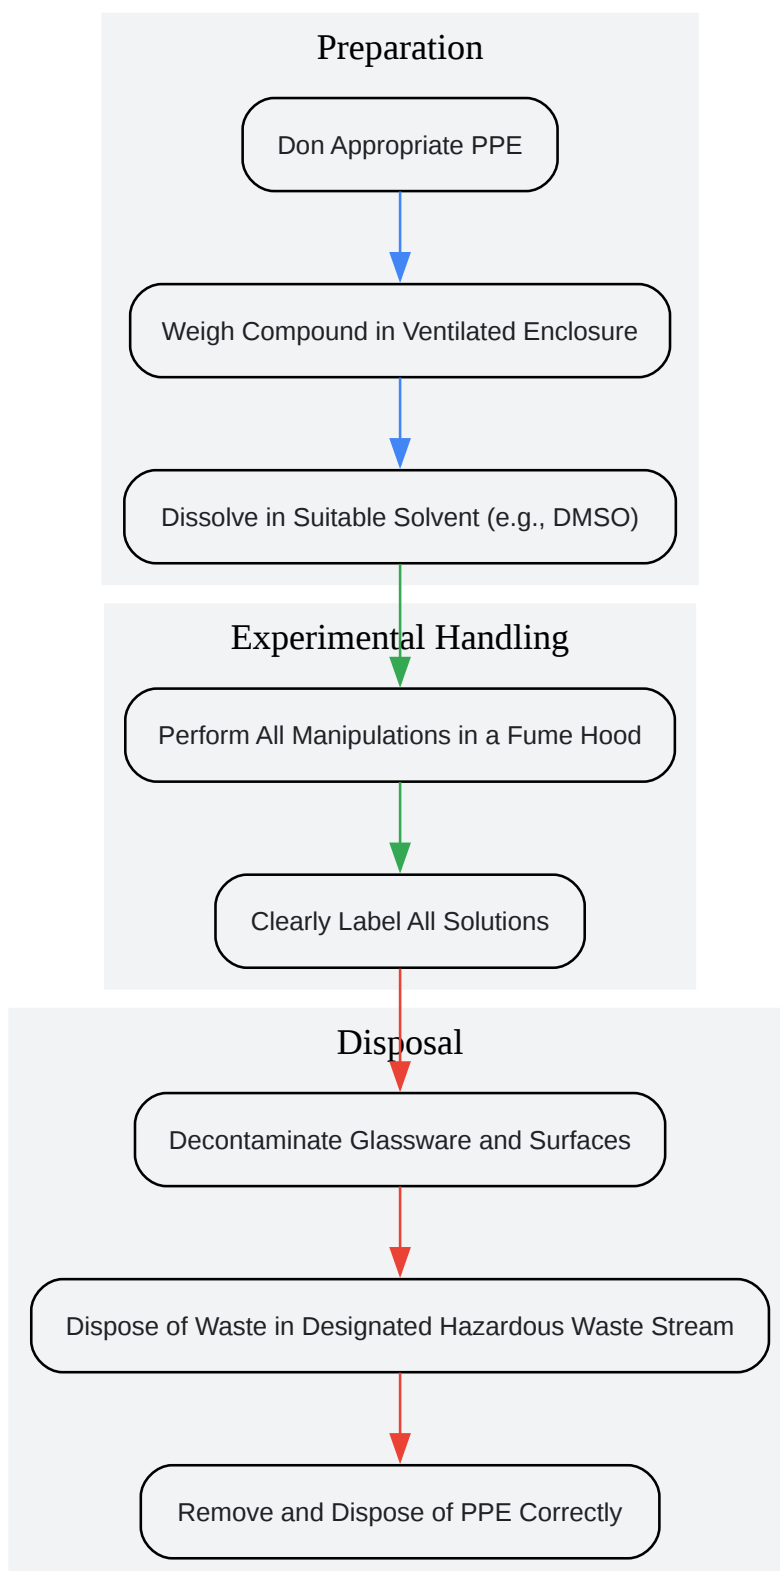 Preparation
Don Appropriate PPE
Weigh Compound in Ventilated Enclosure
Dissolve in Suitable Solvent (e.g., DMSO)
Experimental Handling
Perform All Manipulations in a Fume Hood
Clearly Label All Solutions
Disposal
Decontaminate Glassware and Surfaces
Dispose of Waste in Designated Hazardous Waste Stream
Remove and Dispose of PPE Correctly